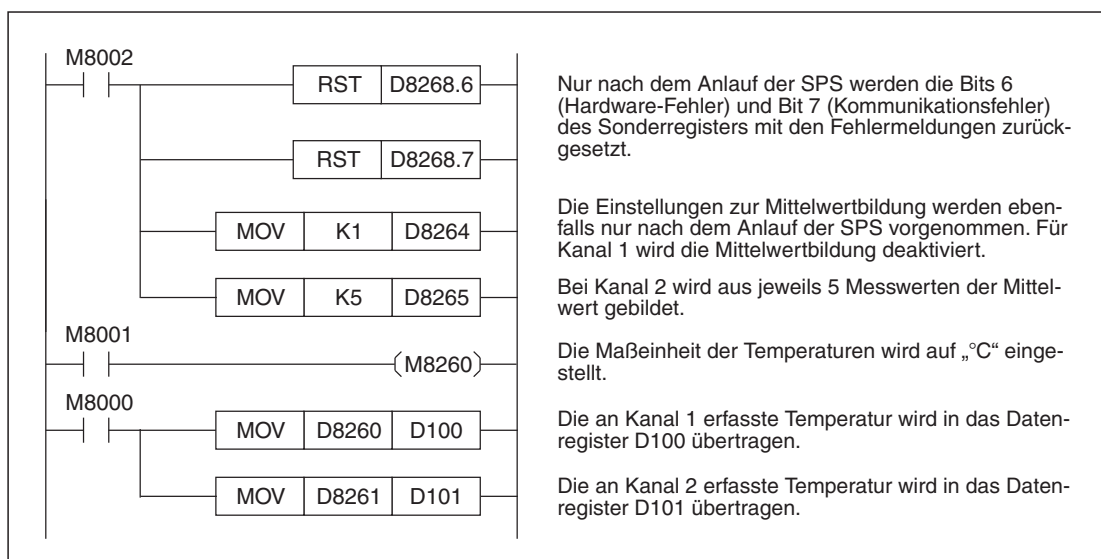 M8002
RST D8268.6
Nur nach dem Anlauf der SPS werden die Bits 6
(Hardware-Fehler) und Bit 7 (Kommunikationsfehler)
des Sonderregisters mit den Fehlermeldungen zurück-
gesetzt.
RST D8268.7
MOV K1 D8264
Die Einstellungen zur Mittelwertbildung werden eben-
falls nur nach dem Anlauf der SPS vorgenommen. Für
Kanal 1 wird die Mittelwertbildung deaktiviert.
MOV K5 D8265
Bei Kanal 2 wird aus jeweils 5 Messwerten der Mittel-
wert gebildet.
M8001
M8260
Die Maßeinheit der Temperaturen wird auf „°C“ einge-
stellt.
M8000
MOV D8260 D100
Die an Kanal 1 erfasste Temperatur wird in das Daten-
register D100 übertragen.
MOV D8261 D101
Die an Kanal 2 erfasste Temperatur wird in das Daten-
register D101 übertragen.